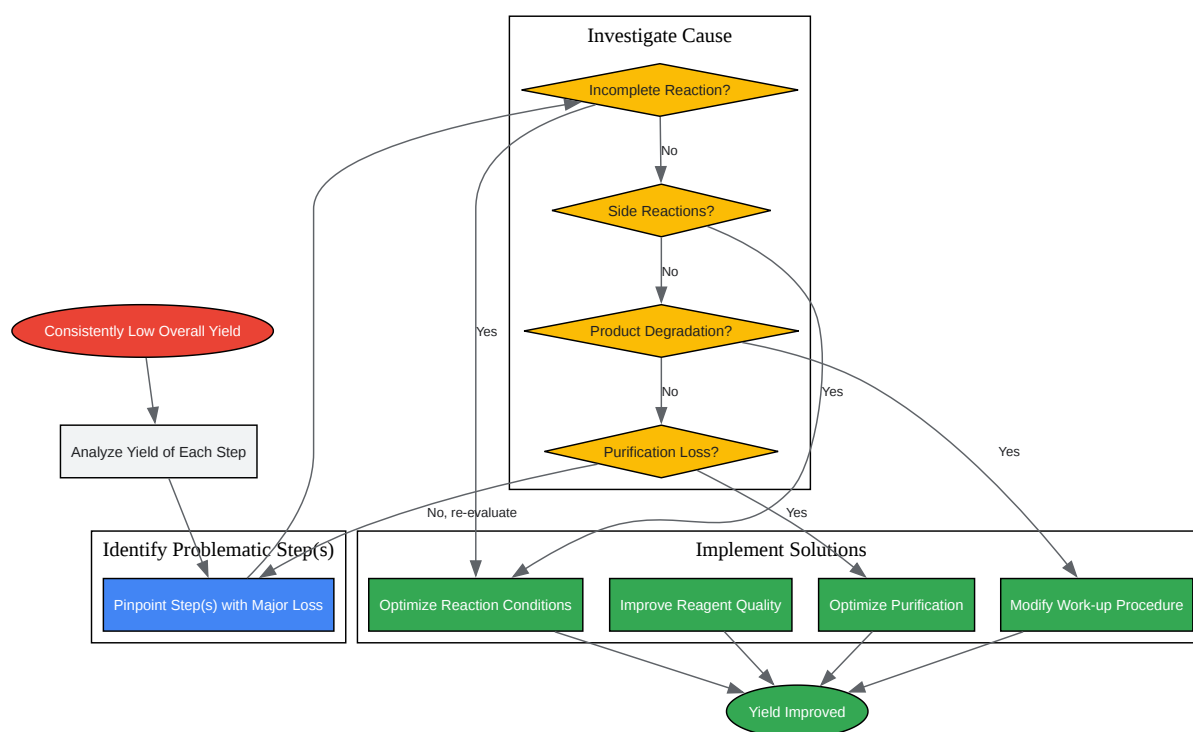 Investigate Cause
Incomplete Reaction?
No
Side Reactions?
No
Consistently Low Overall Yield
Yes
Product Degradation?
No
Yes
Analyze Yield of Each Step
Purification Loss?
Yes
No, re-evaluate
Yes
Identify Problematic Step(s)
Implement Solutions
Pinpoint Step(s) with Major Loss
Optimize Reaction Conditions
Improve Reagent Quality
Optimize Purification
Modify Work-up Procedure
Yield Improved